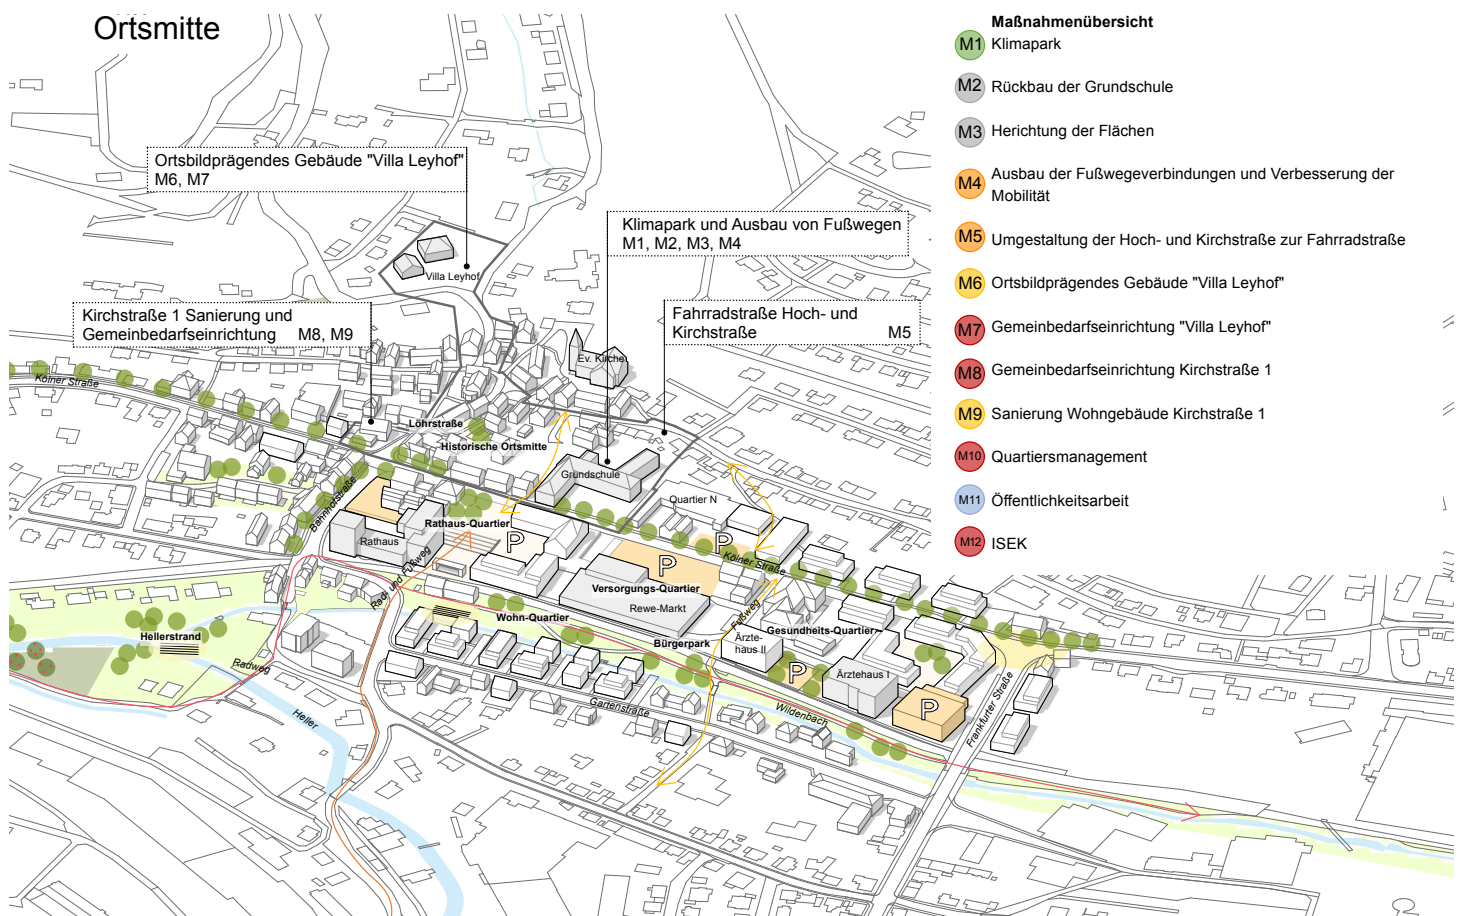 Ortsmitte
Maßnahmenübersicht
M1 Klimapark
M2 Rückbau der Grundschule
M3 Herichtung der Flächen
M4 Ausbau der Fußwegeverbindungen und Verbesserung der
Mobilität
M5 Umgestaltung der Hoch- und Kirchstraße zur Fahrradstraße
M6 Ortsbildprägendes Gebäude "Villa Leyhof"
M7 Gemeinbedarfseinrichtung "Villa Leyhof"
M8 Gemeinbedarfseinrichtung Kirchstraße 1
M9 Sanierung Wohngebäude Kirchstraße 1
M10 Quartiersmanagement
M11 Öffentlichkeitsarbeit
M12 ISEK
Ortsbildprägendes Gebäude "Villa Leyhof"
M6, M7
Klimapark und Ausbau von Fußwegen
M1, M2, M3, M4
Villa Leyhof
Kirchstraße 1 Sanierung und
Gemeinbedarfseinrichtung M8, M9
Fahrradstraße Hoch- und
Kirchstraße M5
Ev. Kirche
Kölner Straße
Löhrstraße
Historische Ortsmitte
Grundschule
Quartier N
Bahnhofstraße
Rathaus-Quartier
Rathaus
P
P
P
Kölner Straße
Rad- und Fußweg
Versorgungs-Quartier
Rewe-Markt
Wohn-Quartier
Bürgerpark
Fußweg
Gesundheits-Quartier
Ärzte-
haus II
Ärztehaus I
P
P
Hellerstrand
Radweg
Heller
Gartenstraße
Wildenbach
Frankfurter Straße